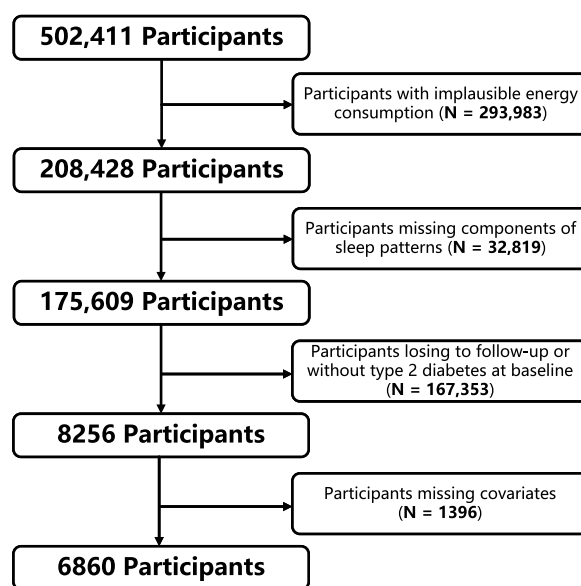 502,411 Participants
Participants with implausible energy
consumption (N = 293,983)
208,428 Participants
Participants missing components of
sleep patterns (N = 32,819)
175,609 Participants
Participants losing to follow-up or
without type 2 diabetes at baseline
(N = 167,353)
8256 Participants
Participants missing covariates
(N = 1396)
6860 Participants